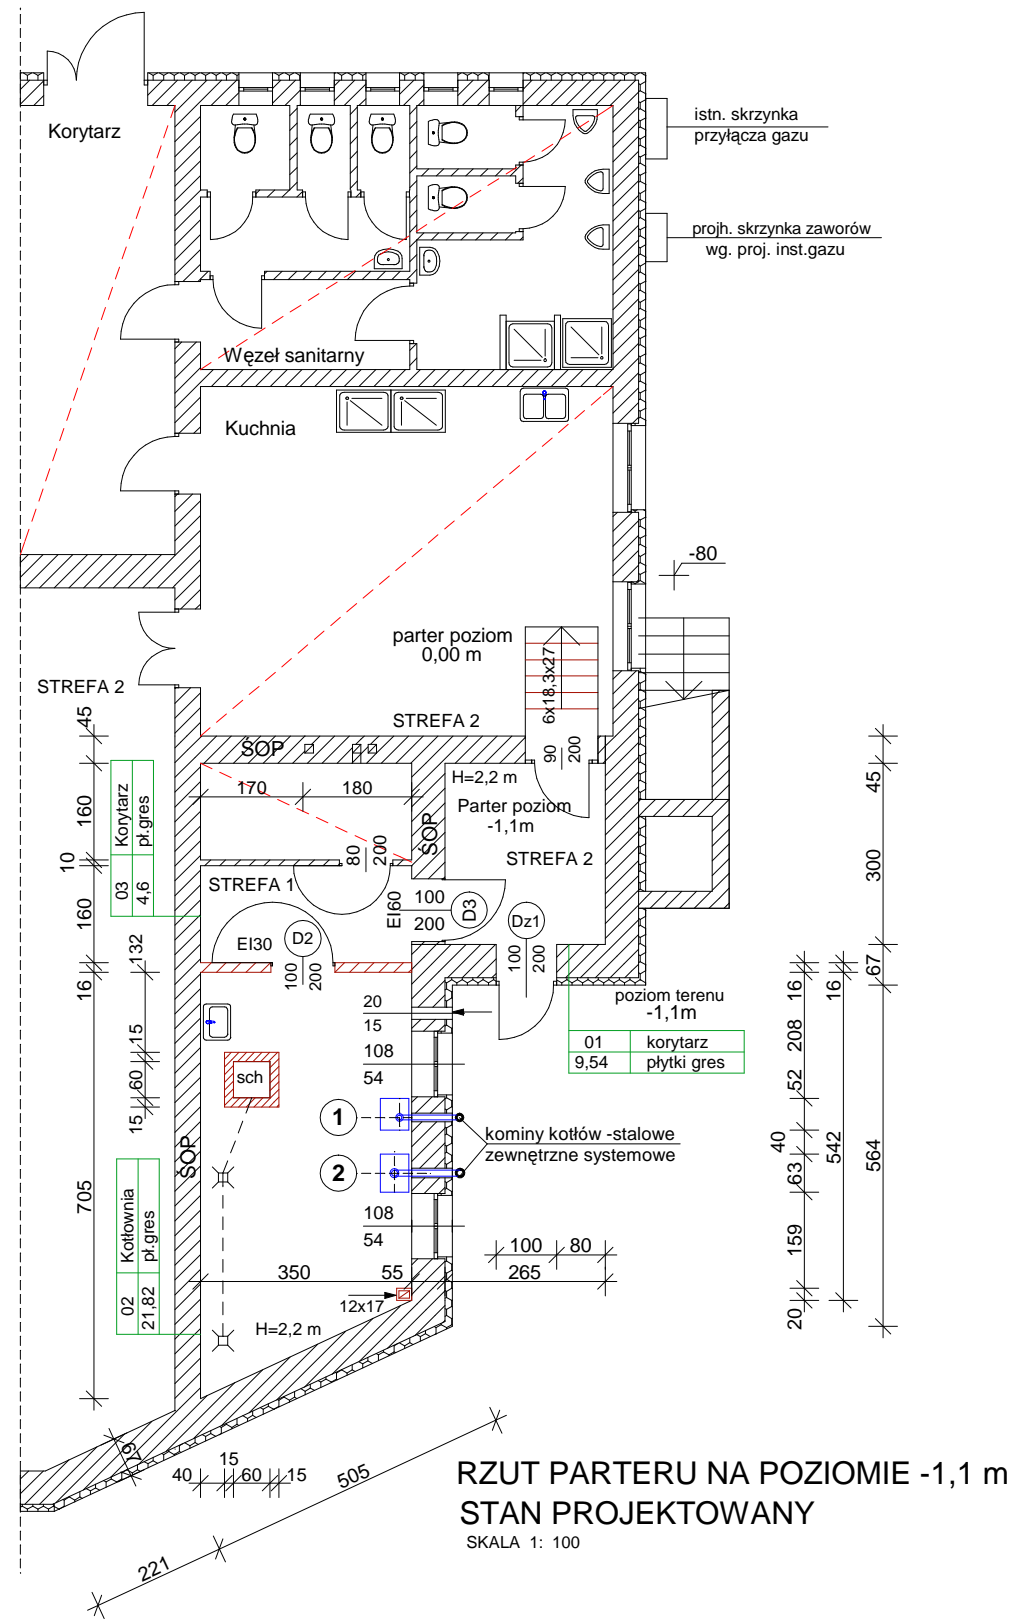 Korytarz
istn. skrzynka
przyłącza gazu
projh. skrzynka zaworów
wg. proj. inst.gazu
Węzeł sanitarny
Kuchnia
-80
parter poziom
0,00 m
6x18,3x27
STREFA 2
STREFA 2
ŚOP
90
200
H=2,2 m
Parter poziom
-1,1m
STREFA 2
170
180
ŚOP
80
200
STREFA 1
EI60
100
200
D3
Dz1
100
200
EI30
D2
100
200
45
160
10
160
16
705
03
Korytarz
4,6
pł.gres
132
15
60
15
sch
ŚOP
20
15
108
54
1
2
kominy kotłów -stalowe
zewnętrzne systemowe
poziom terenu
-1,1m
01
korytarz
9,54
płytki gres
02
Kotłownia
21,82
pł.gres
108
54
100
80
350
55
265
12x17
H=2,2 m
45
300
67
564
16
542
16
208
52
40
63
159
20
67
40
15
60
15
505
221
RZUT PARTERU NA POZIOMIE -1,1 m
STAN PROJEKTOWANY
SKALA 1: 100